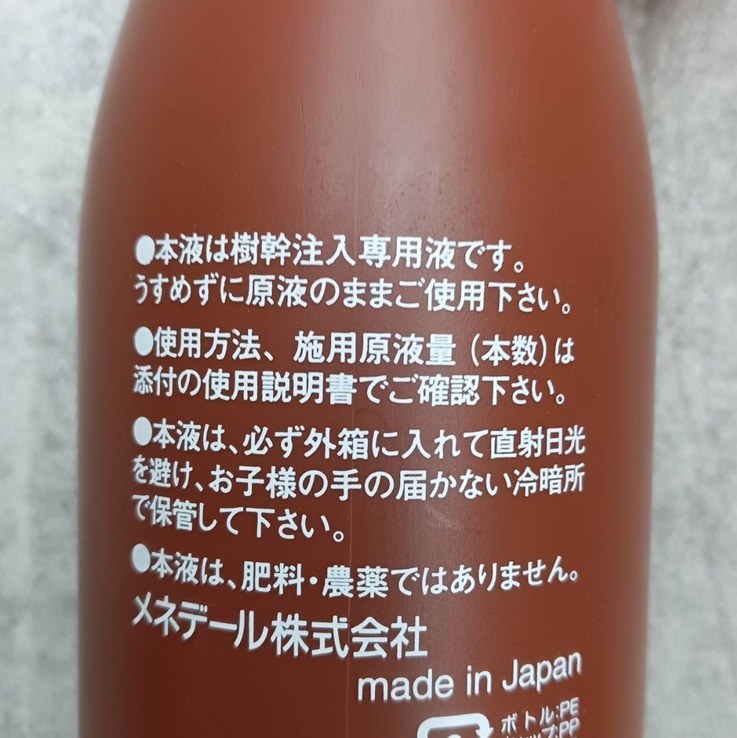 ●本液は樹幹注入専用液です。
うすめずに原液のままご使用下さい。
●使用方法、施用原液量(本数)は
添付の使用説明書でご確認下さい。
●本液は、必ず外箱に入れて直射日光
を避け、お子様の手の届かない冷暗所
で保管して下さい。
●本液は、肥料・農薬ではありません。
メネデール株式会社
made in Japan
ボトル:PE